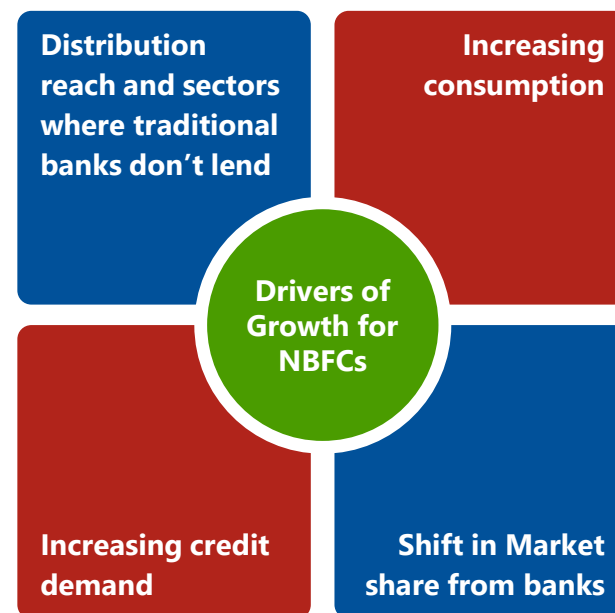 Distribution
reach and sectors
where traditional
banks don’t lend
Increasing
consumption
Drivers of
Growth for
NBFCs
Increasing credit
demand
Shift in Market
share from banks